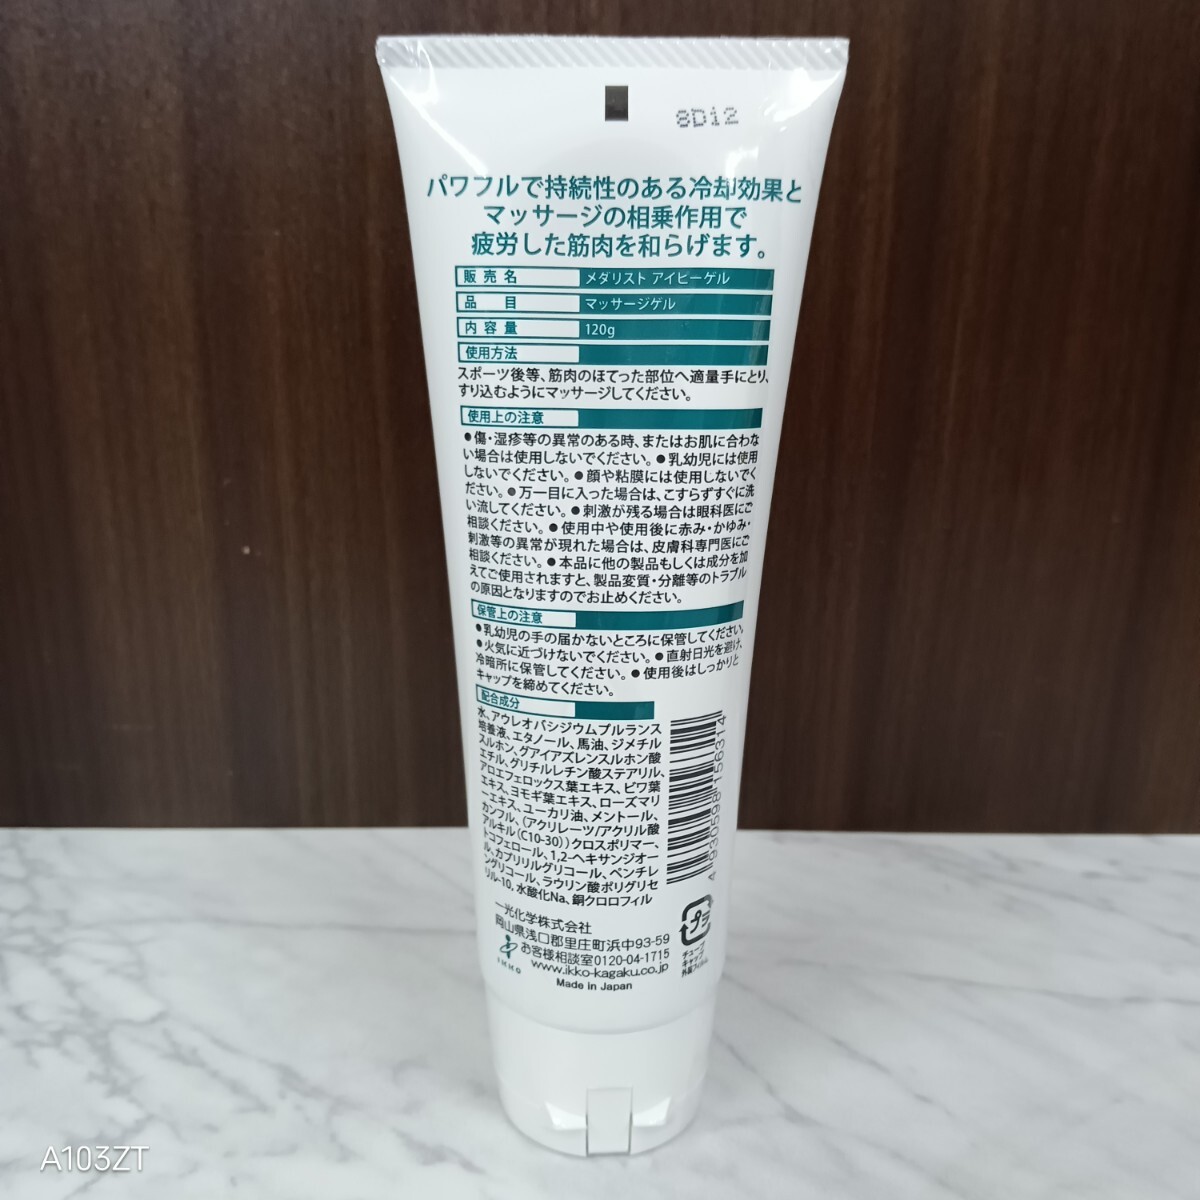 8D12
パワフルで持続性のある冷却効果と
マッサージの相乗作用で
疲労した筋肉を和らげます。
販売名 メダリスト アイピーゲル
品目 マッサージゲル
内容量 120g
使用方法
スポーツ後等、筋肉のほてった部位へ適量手にとり、
すり込むようにマッサージしてください。
使用上の注意
●傷・湿疹等の異常のある時、またはお肌に合わな
い場合は使用しないでください。●乳幼児には使用
しないでください。●顔や粘膜には使用しないでく
ださい。●万一目に入った場合は、こすらずすぐに洗
い流してください。●刺激が残る場合は眼科医にご
相談ください。●使用中や使用後に赤み・かゆみ・
刺激等の異常が現れた場合は、皮膚科専門医にご
相談ください。●本品に他の製品もしくは成分を加
えてご使用されますと、製品変質・分離等のトラブル
の原因となりますのでお止めください。
保管上の注意
●乳幼児の手の届かないところに保管してください。
●火気に近づけないでください。●直射日光を避け、
冷暗所に保管してください。●使用後はしっかりと
キャップを締めてください。
配合成分
水、アウレオバシジウムプルランス
培養液、エタノール、馬油、ジメチル
スルホン、グアイアズレンスルホン酸
エチル、グリチルレチン酸ステアリル、
アロエフェロックス葉エキス、ビワ葉
エキス、ヨモギ葉エキス、ローズマリ
ーエキス、ユーカリ油、メントール、
カンフル、(アクリレーツ/アクリル酸
アルキル(C10-30))クロスポリマー、
トコフェロール、1,2-ヘキサンジオー
ル、カプリリルグリコール、ペンチレ
ングリコール、ラウリン酸ポリグリセ
リル-10、水酸化Na、銅クロロフィル
4930598156314
一光化学株式会社
岡山県浅口郡里庄町浜中93-59
お客様相談室0120-04-1715
IKKO
www.ikko-kagaku.co.jp
Made in Japan
プラ
チューブ
キャップ
外装フィルム
A103ZT